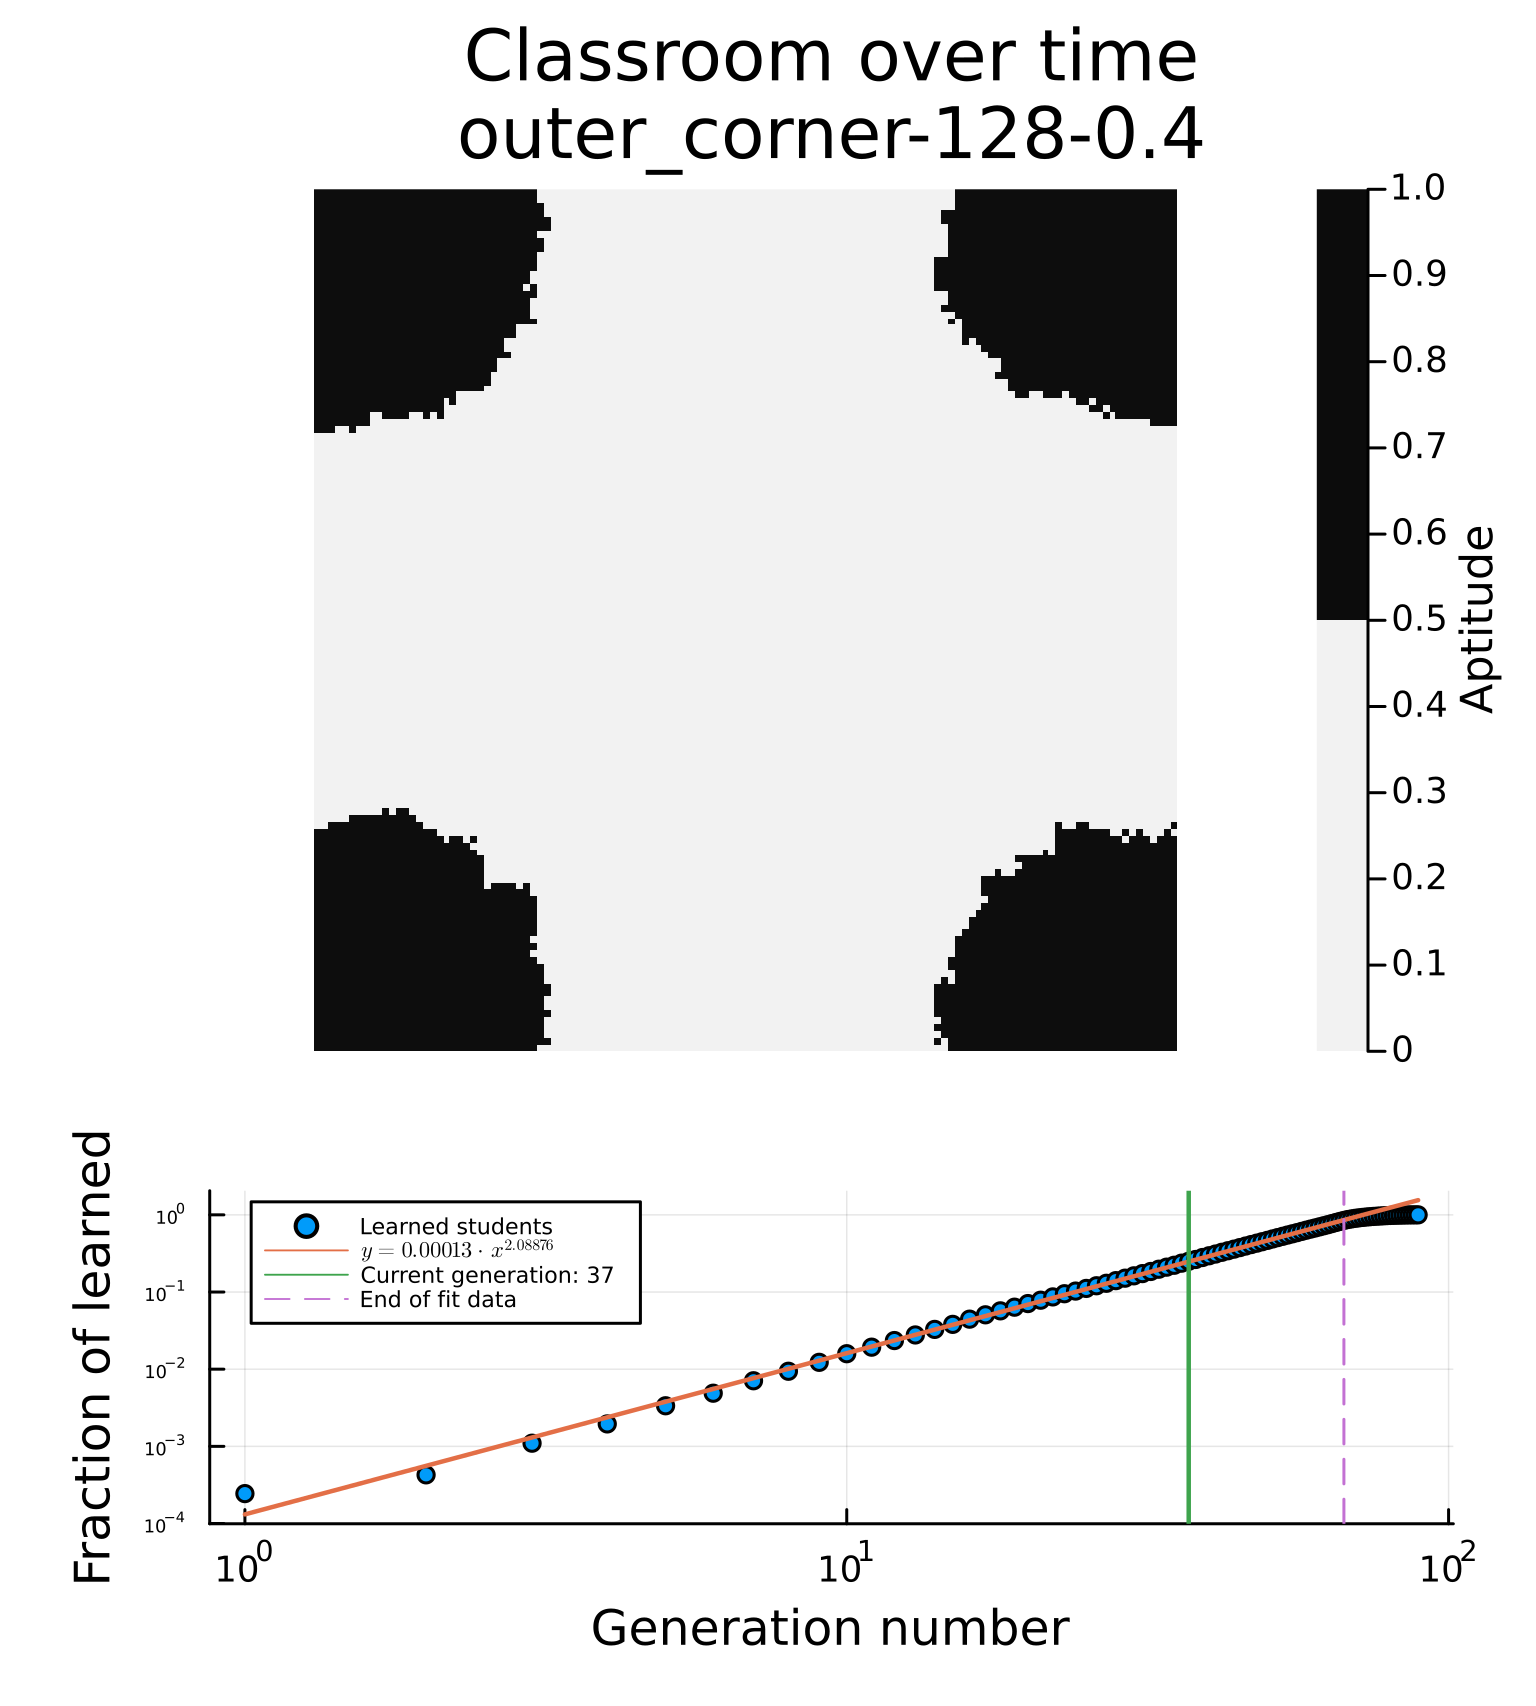 Classroom over time
outer_corner-128-0.4
1.0
0.9
0.8
0.7
0.6
0.5
0.4
0.3
0.2
0.1
0
Aptitude
Fraction of learned
10^0
10^-1
10^-2
10^-3
10^-4
Learned students
y = 0.00013 · x^2.08876
Current generation: 37
End of fit data
10^0
10^1
10^2
Generation number